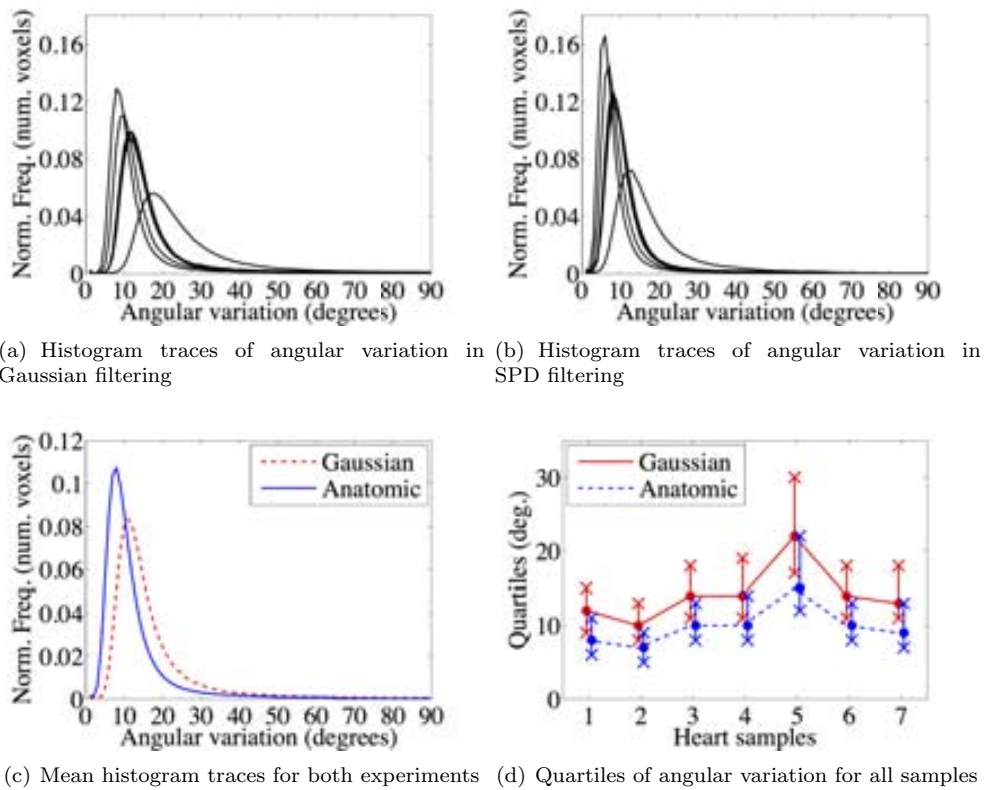 0.16
0.12
0.08
0.04
0
Norm. Freq. (num. voxels)
0 10 20 30 40 50 60 70 80 90
Angular variation (degrees)
0.16
0.12
0.08
0.04
0
Norm. Freq. (num. voxels)
0 10 20 30 40 50 60 70 80 90
Angular variation (degrees)
(a) Histogram traces of angular variation in
Gaussian filtering
(b) Histogram traces of angular variation in
SPD filtering
0.12
0.1
0.08
0.06
0.04
0.02
0
Norm. Freq. (num. voxels)
Gaussian
Anatomic
0 10 20 30 40 50 60 70 80 90
Angular variation (degrees)
30
20
10
0
Quartiles (deg.)
Gaussian
Anatomic
1 2 3 4 5 6 7
Heart samples
(c) Mean histogram traces for both experiments
(d) Quartiles of angular variation for all samples